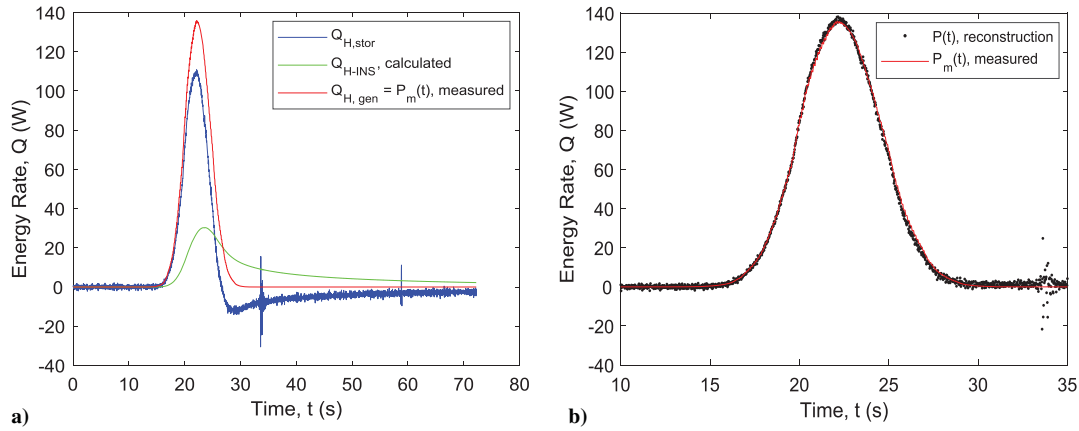 140
120
100
80
60
40
20
0
-20
-40
Energy Rate, Q (W)
Q_H,stor
Q_H-INS, calculated
Q_H, gen = P_m(t), measured
0 10 20 30 40 50 60 70 80
Time, t (s)
a)
140
120
100
80
60
40
20
0
-20
-40
Energy Rate, Q (W)
P(t), reconstruction
P_m(t), measured
10 15 20 25 30 35
Time, t (s)
b)